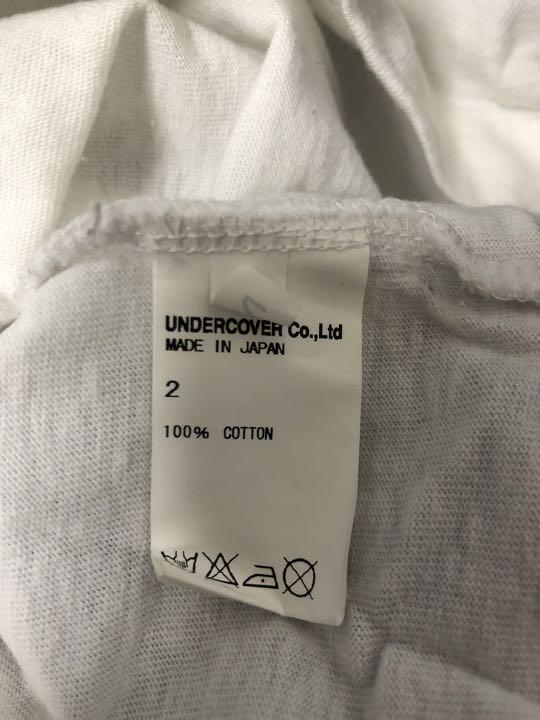 UNDERCOVER Co.,Ltd
MADE IN JAPAN
2
100% COTTON